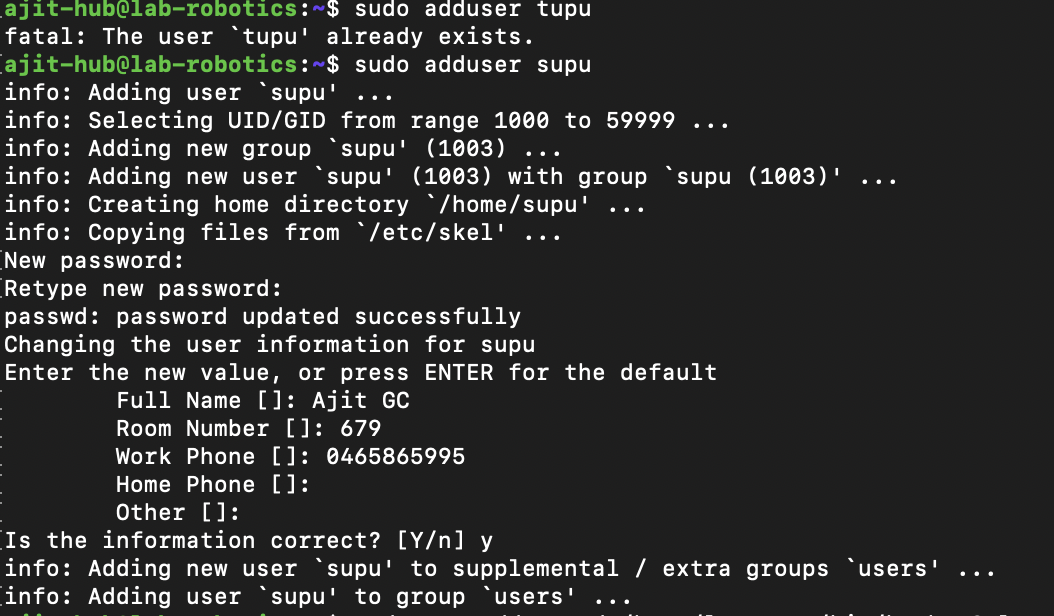 ajit-hub@lab-robotics:~$ sudo adduser tupu
fatal: The user `tupu' already exists.
[ajit-hub@lab-robotics:~$ sudo adduser supu
info: Adding user `supu' ...
info: Selecting UID/GID from range 1000 to 59999 ...
info: Adding new group `supu' (1003) ...
info: Adding new user `supu' (1003) with group `supu (1003)' ...
info: Creating home directory `/home/supu' ...
info: Copying files from `/etc/skel' ...
[New password:
[Retype new password:
passwd: password updated successfully
Changing the user information for supu
Enter the new value, or press ENTER for the default
Full Name []: Ajit GC
Room Number []: 679
Work Phone []: 0465865995
Home Phone []:
Other []:
[Is the information correct? [Y/n] y
info: Adding new user `supu' to supplemental / extra groups `users' ...
info: Adding user `supu' to group `users' ...